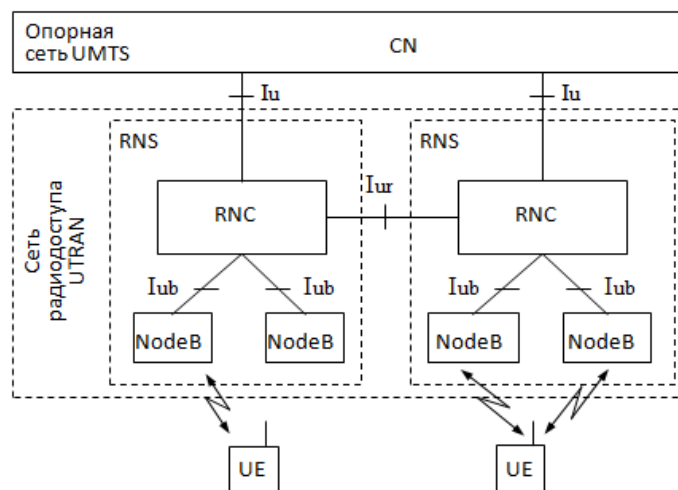 Опорная
сеть UMTS
CN
Iu
Iu
RNS
RNS
Сеть
радиодоступа
UTRAN
RNC
Iur
RNC
Iub
Iub
Iub
Iub
NodeB
NodeB
NodeB
NodeB
UE
UE